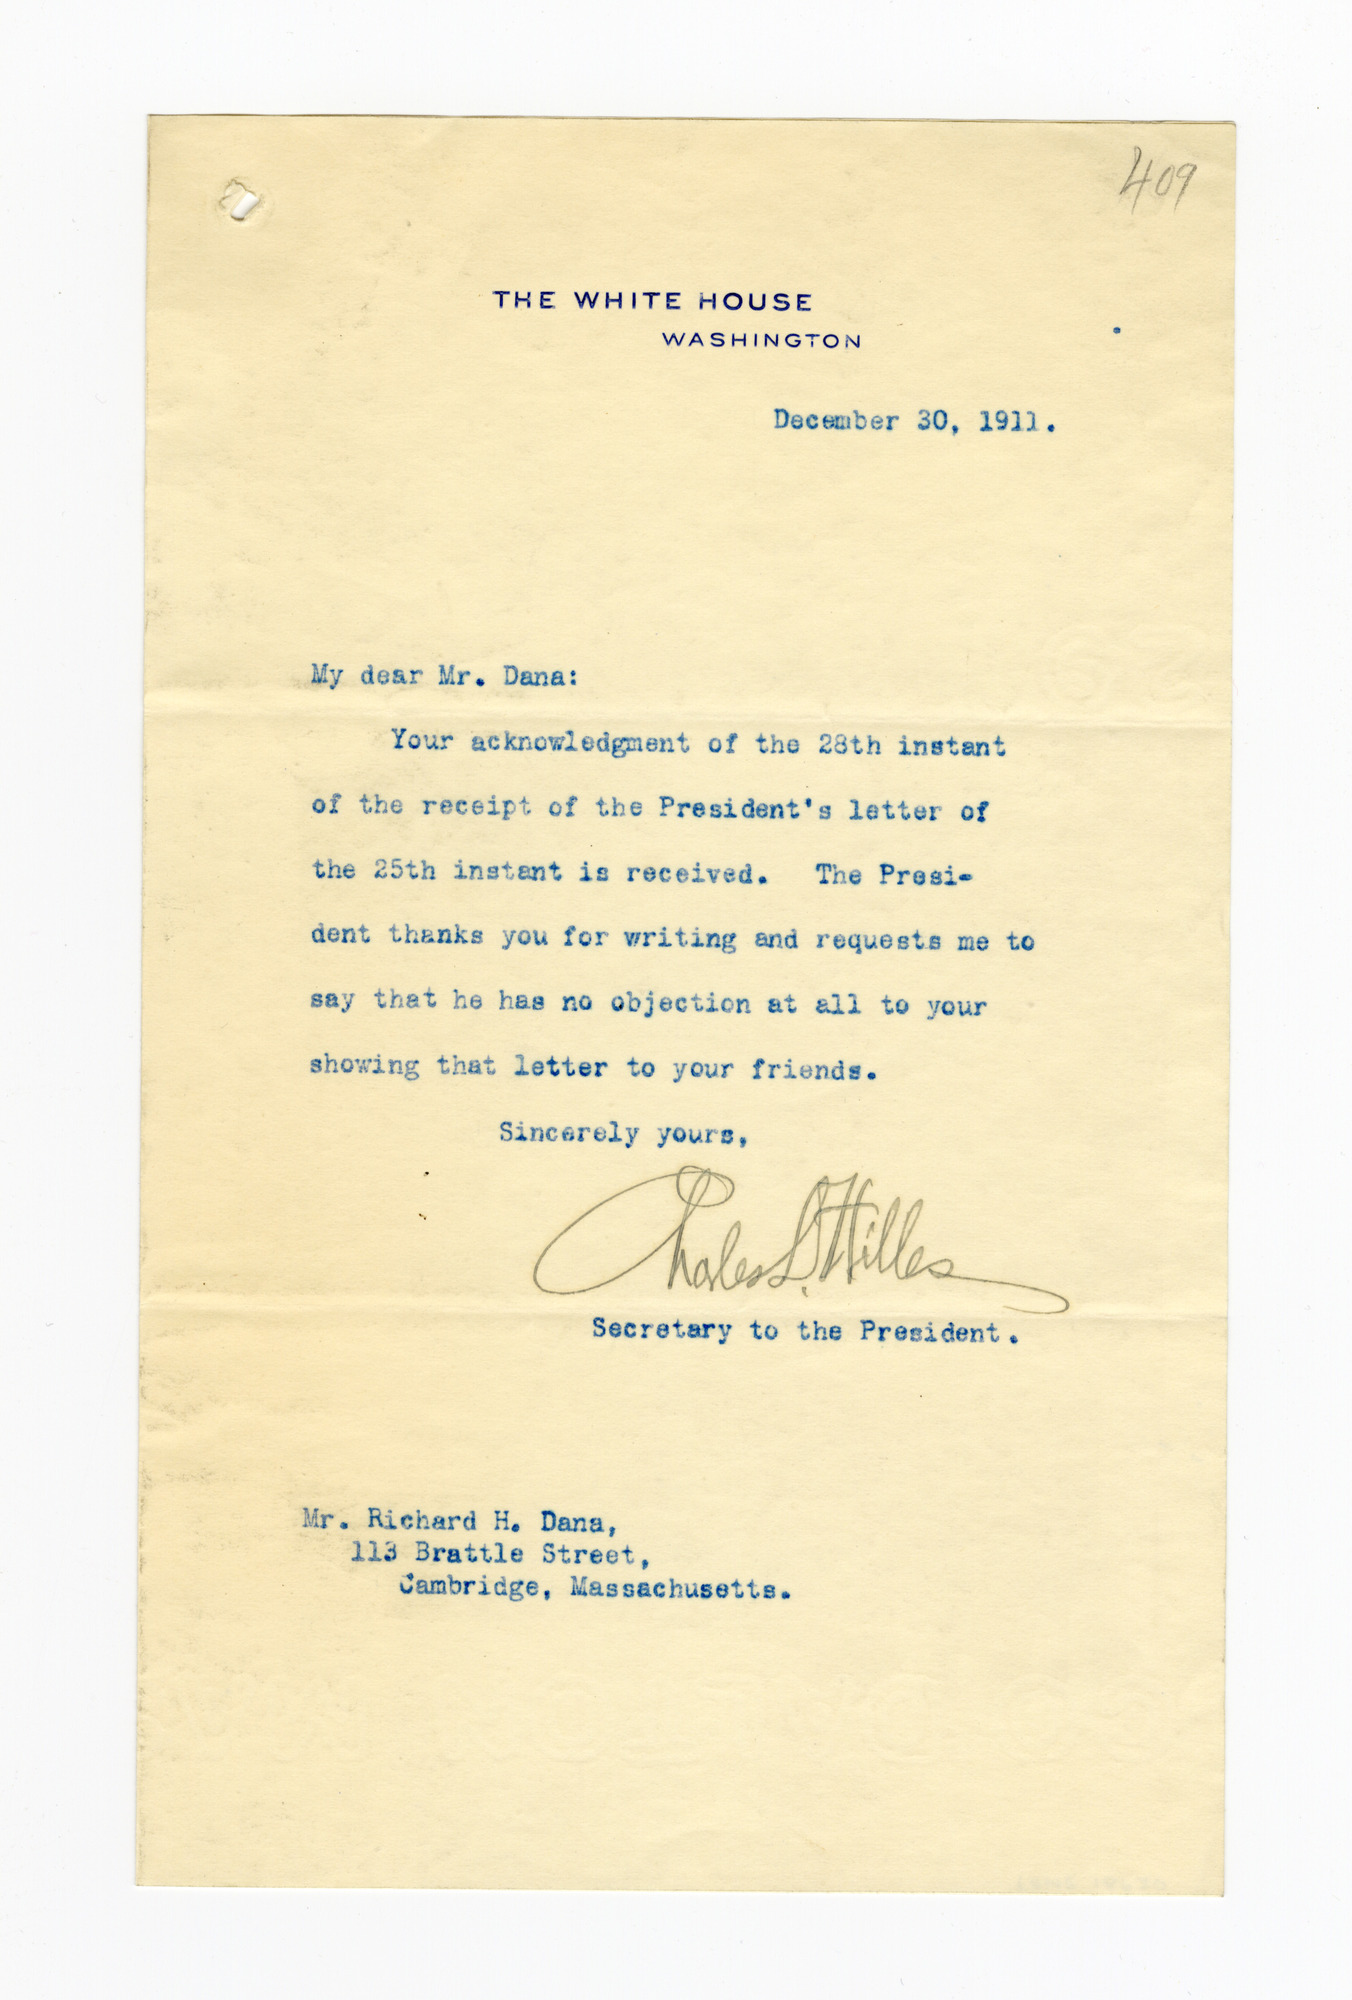 409
THE WHITE HOUSE
WASHINGTON
December 30, 1911.
My dear Mr. Dana:
Your acknowledgment of the 28th instant
of the receipt of the President's letter of
the 25th instant is received. The Presi-
dent thanks you for writing and requests me to
say that he has no objection at all to your
showing that letter to your friends.
Sincerely yours,
Charles D. Hilles
Secretary to the President.
Mr. Richard H. Dana,
113 Brattle Street,
Cambridge, Massachusetts.